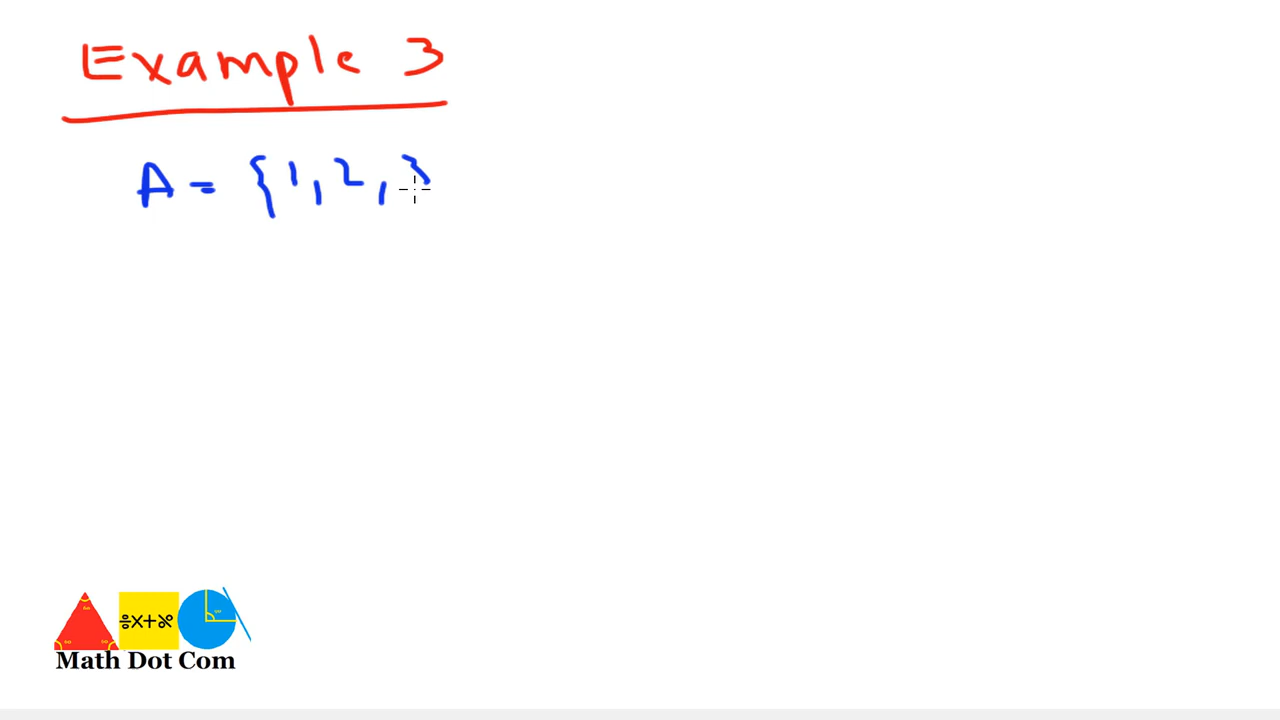 Example 3
A = {1, 2, 3
÷x+%
Math Dot Com